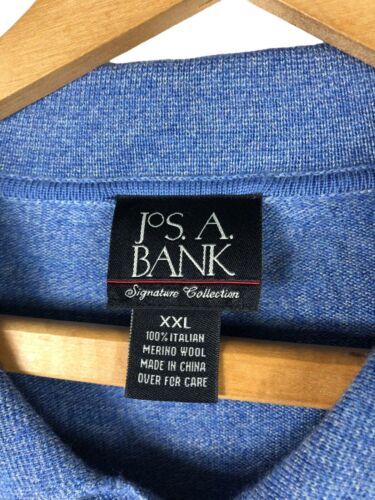 JOS. A.
BANK
Signature Collection
XXL
100% ITALIAN
MERINO WOOL
MADE IN CHINA
OVER FOR CARE